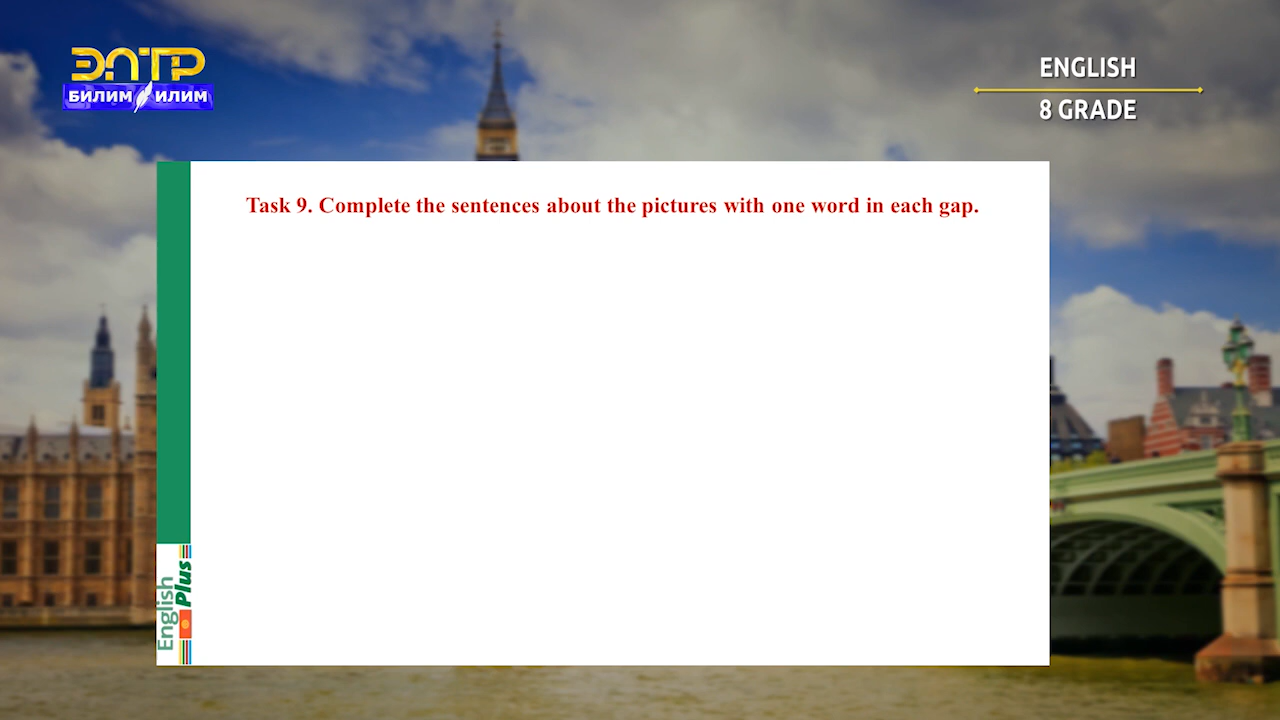 ЭЛТР
БИЛИМ ИЛИМ
ENGLISH
8 GRADE
Task 9. Complete the sentences about the pictures with one word in each gap.
English
Plus